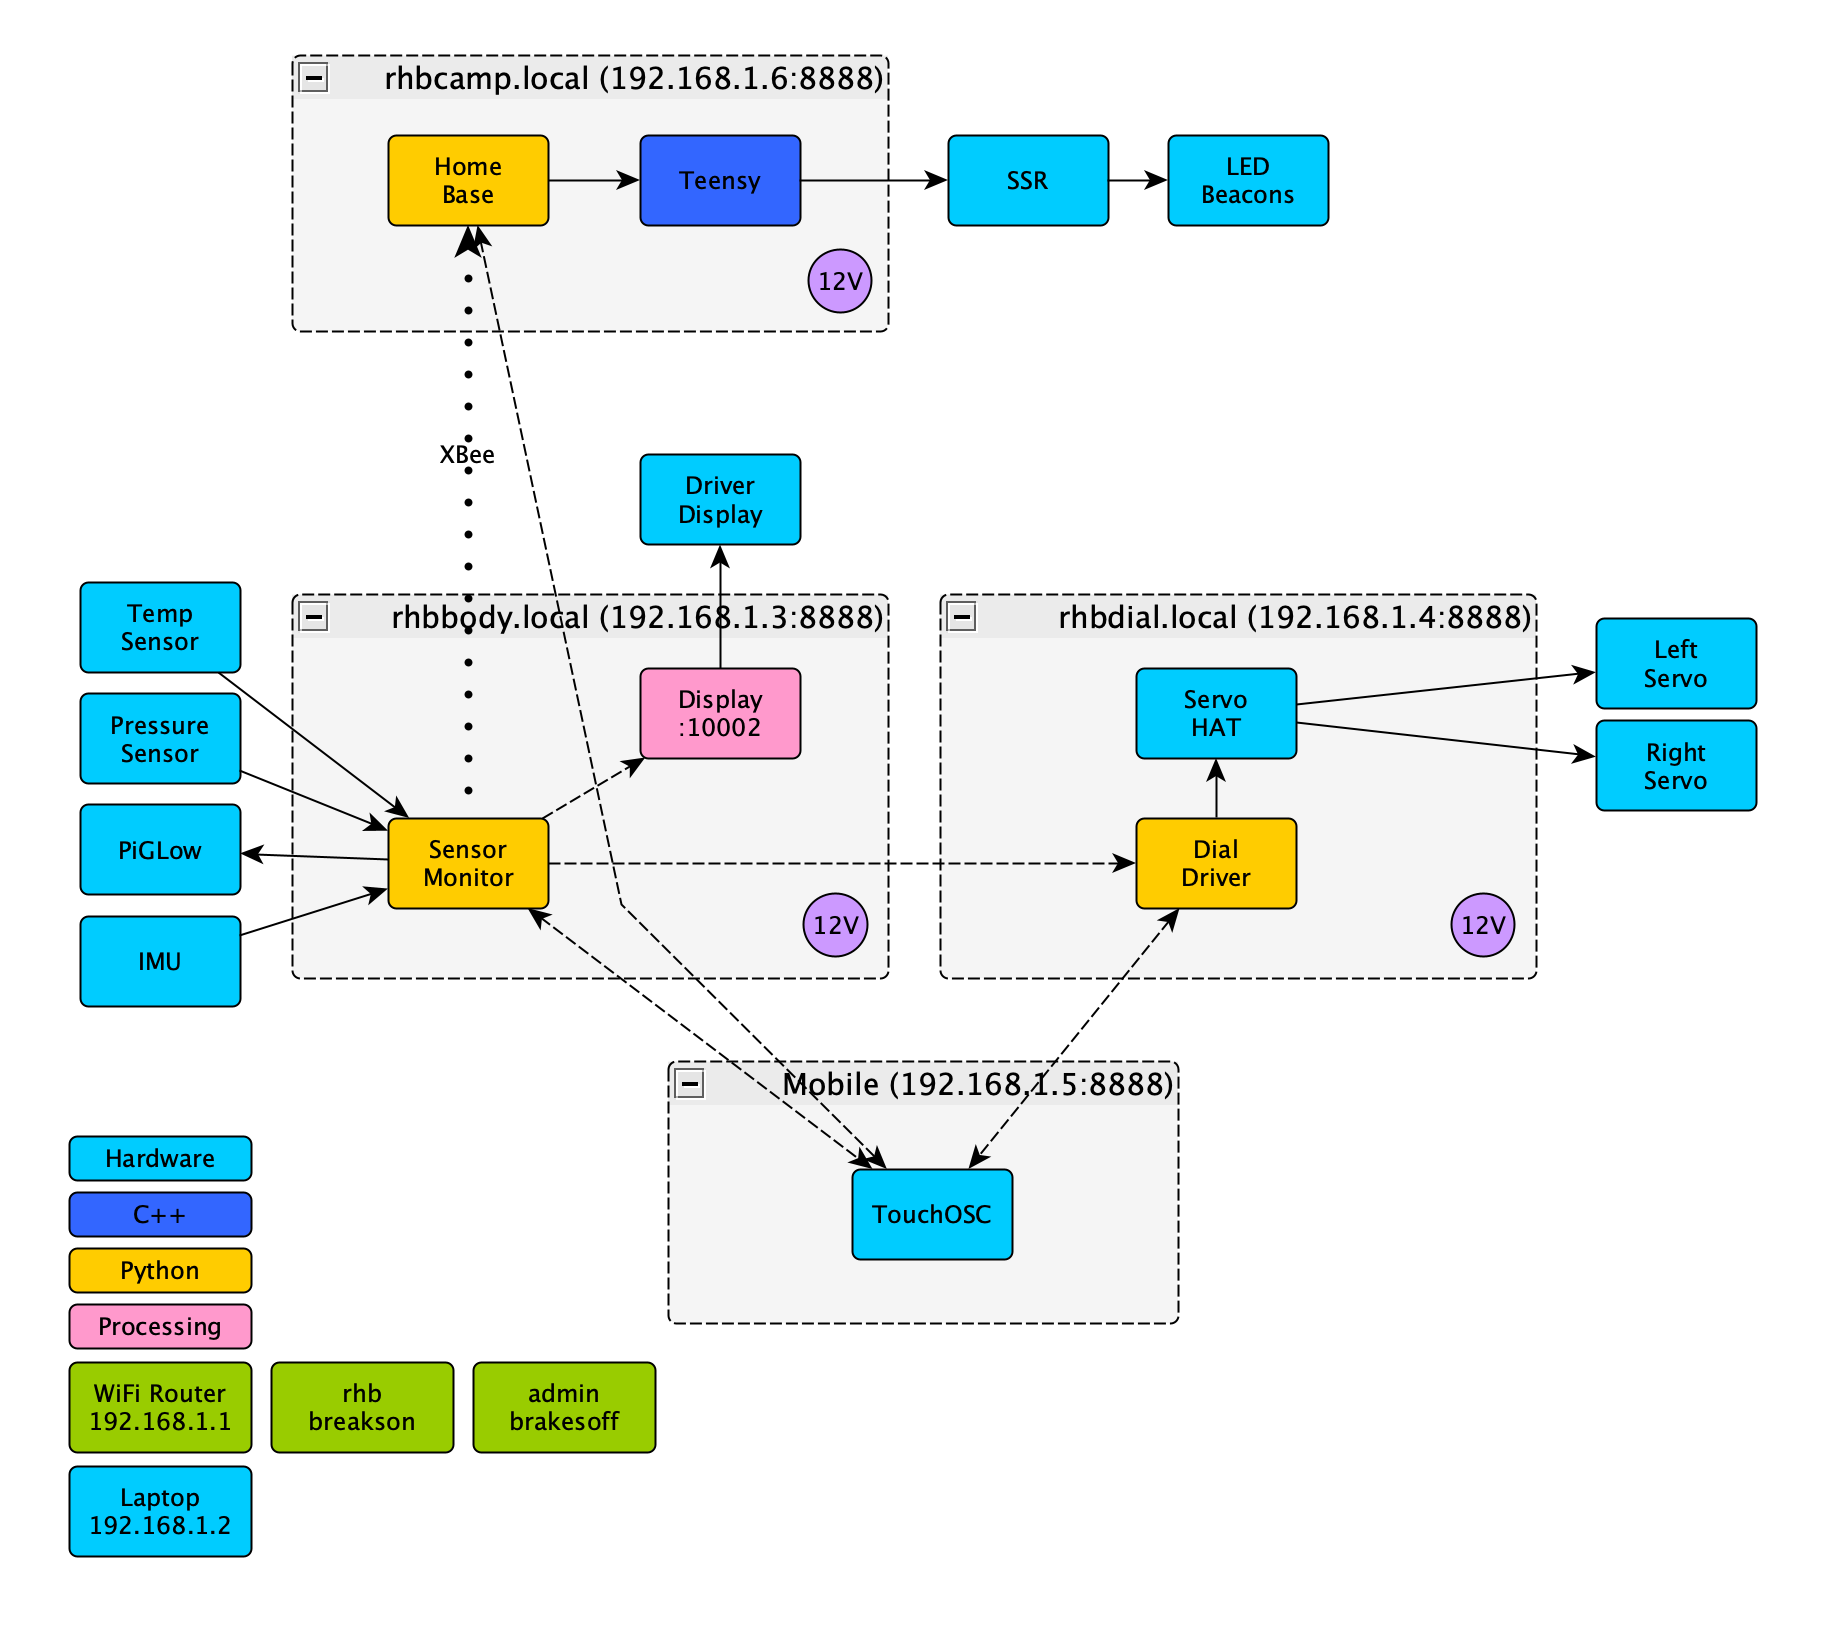 rhbcamp.local (192.168.1.6:8888)
Home
Base
Teensy
SSR
LED
Beacons
12V
XBee
Driver
Display
Temp
Sensor
Pressure
Sensor
PiGLow
IMU
rhbbody.local (192.168.1.3:8888)
Display
:10002
Sensor
Monitor
12V
rhbdial.local (192.168.1.4:8888)
Servo
HAT
Dial
Driver
12V
Left
Servo
Right
Servo
Mobile (192.168.1.5:8888)
TouchOSC
Hardware
C++
Python
Processing
WiFi Router
192.168.1.1
rhb
breakson
admin
brakesoff
Laptop
192.168.1.2